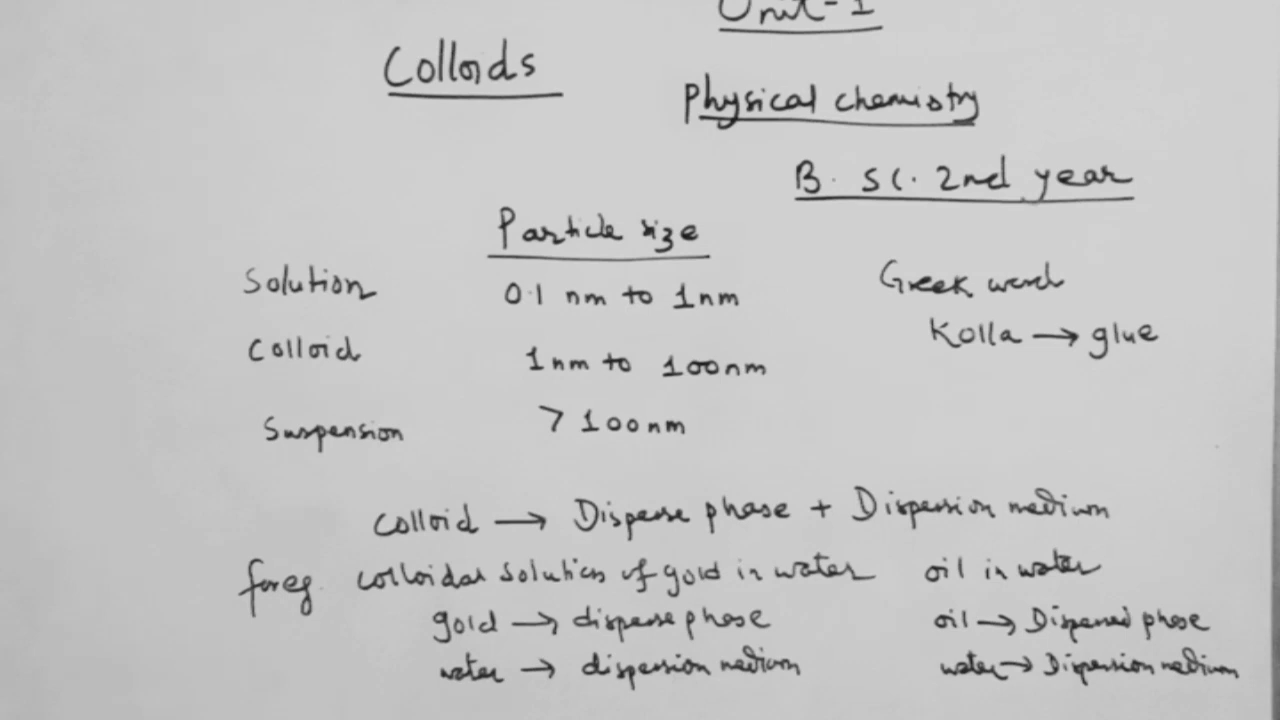 Unit-1
Colloids
Physical chemistry
B. Sc. 2nd year
Particle size
Solution 0.1 nm to 1nm
Greek word
Kolla → glue
Colloid 1nm to 100nm
Suspension > 100nm
Colloid → Disperse phase + Dispersion medium
for eg. colloidal solution of gold in water oil in water
gold → disperse phase oil → Dispersed phase
water → dispersion medium water → Dispersion medium